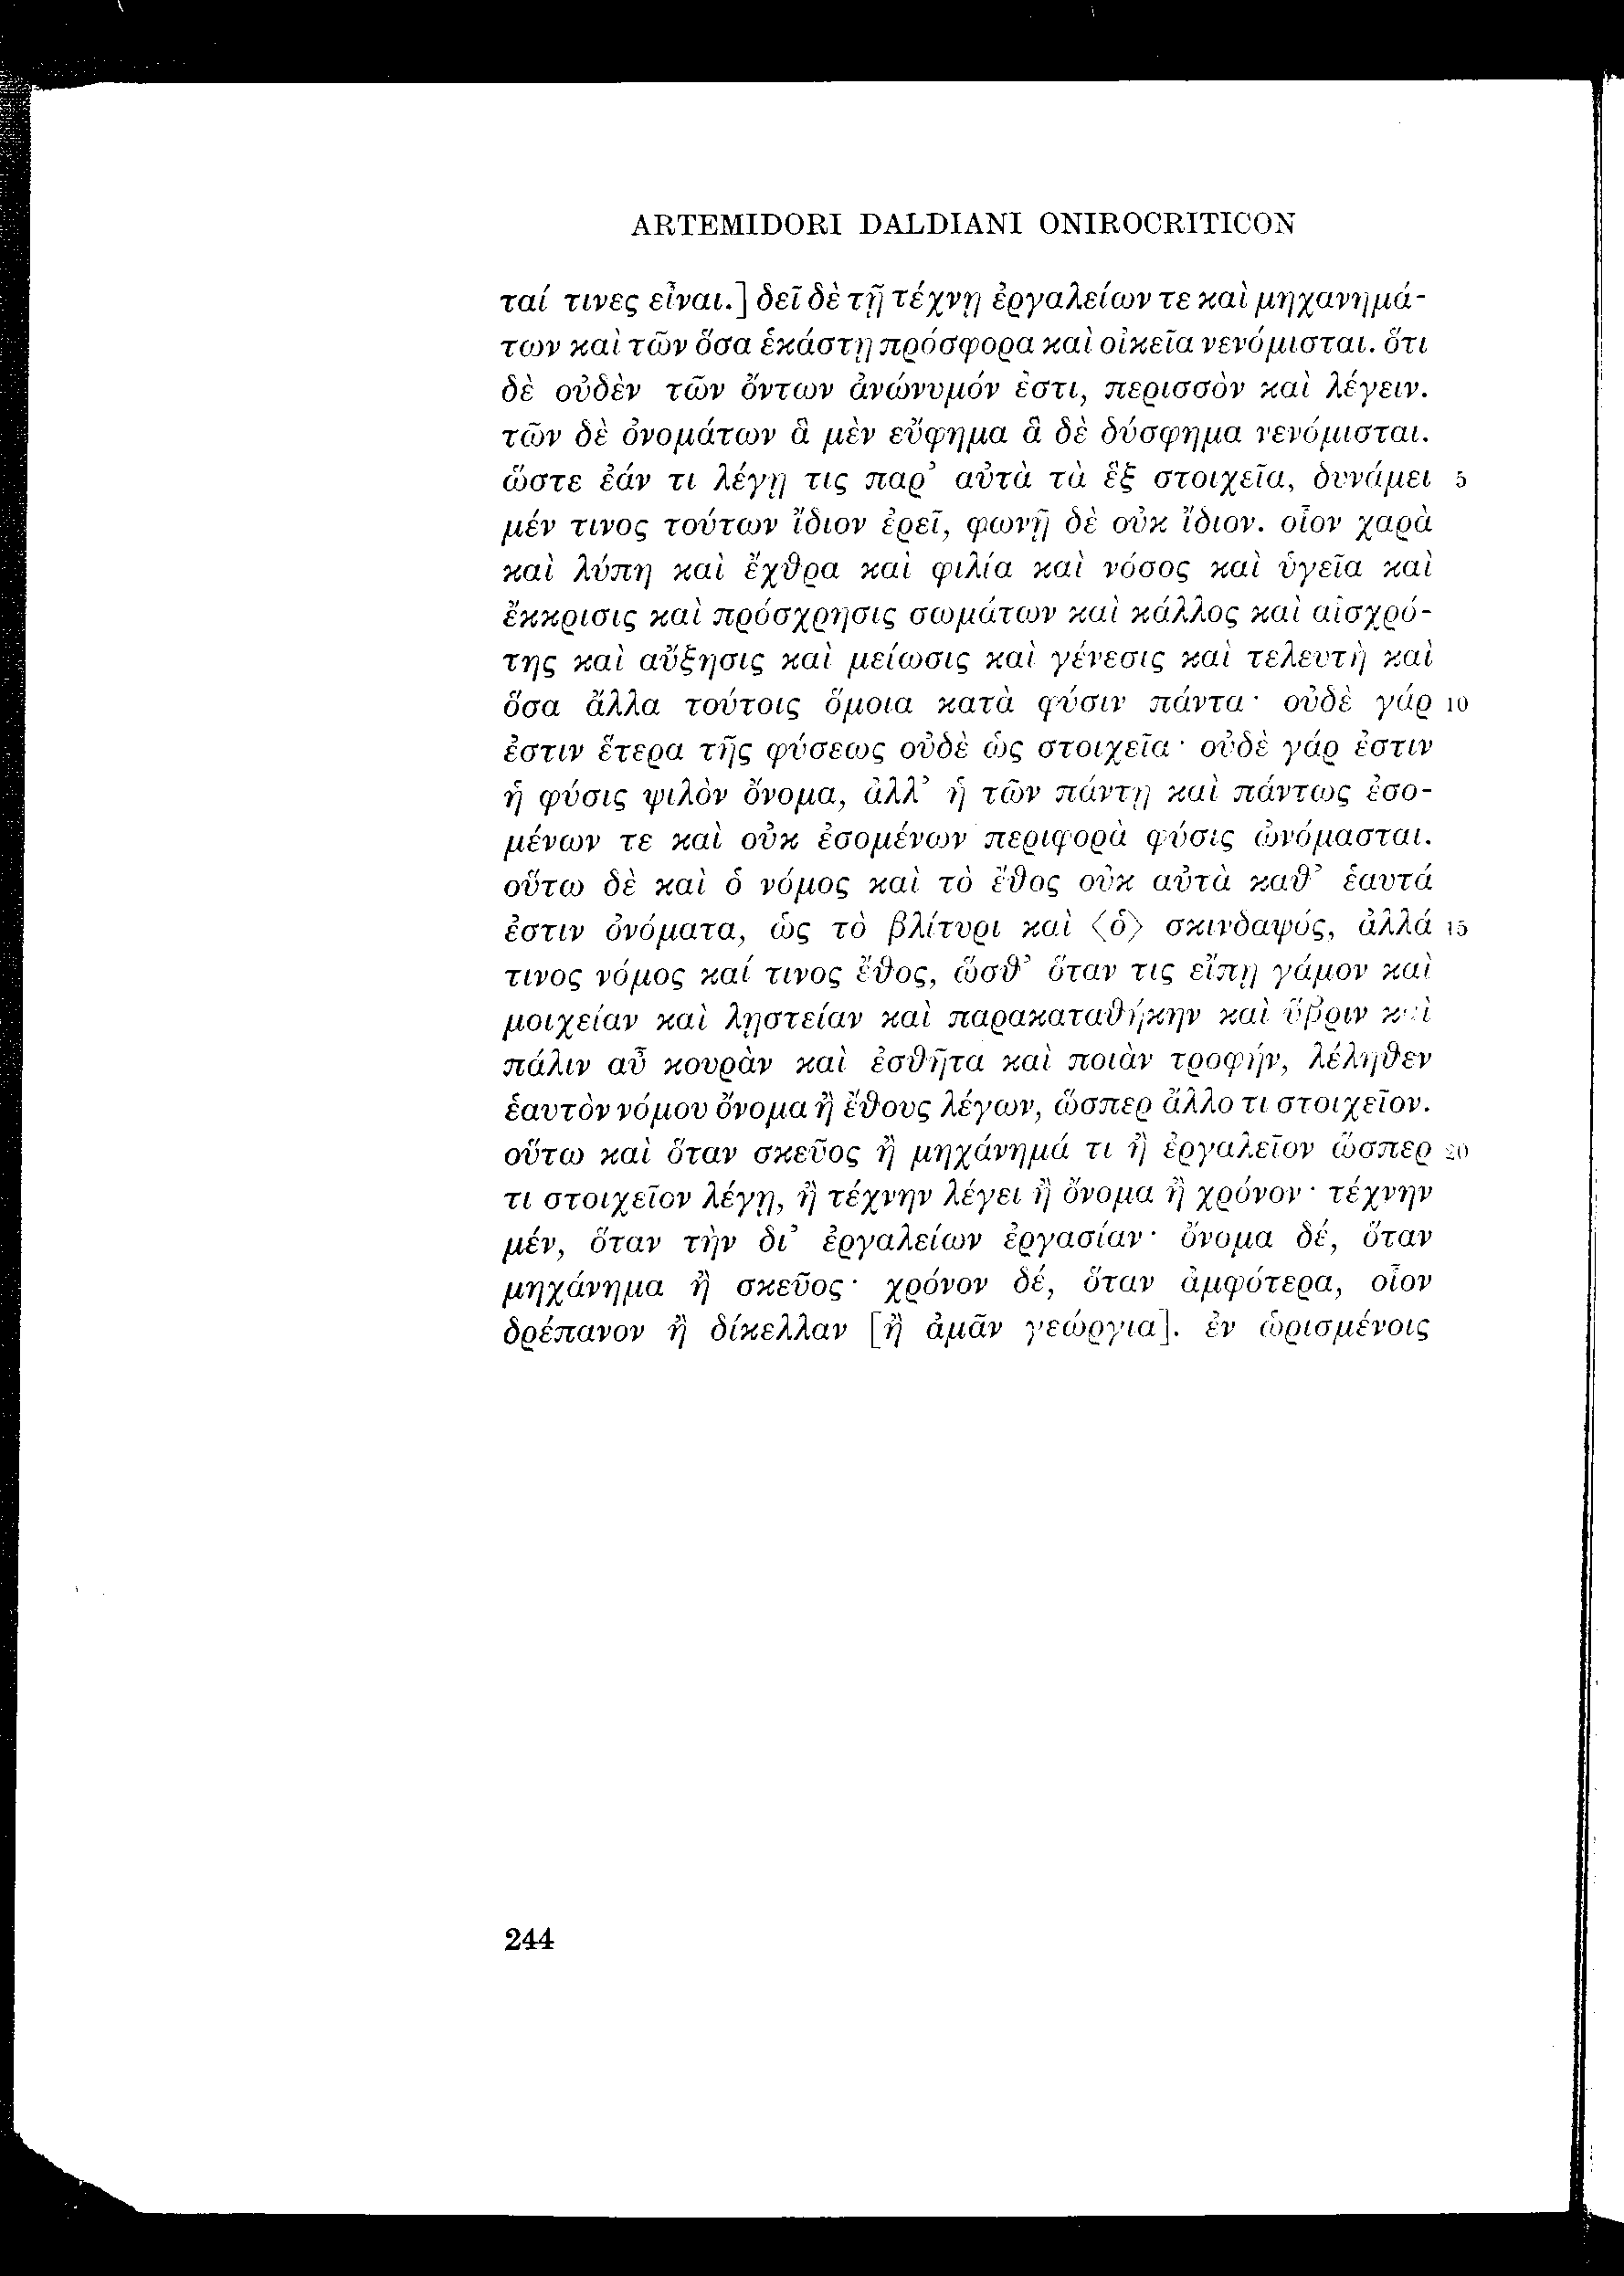 ARTEMIDORI DALDIANI ONIROCRITICON
ταί τινες εἶναι.] δεῖ δὲ τῇ τέχνῃ ἐργαλείων τε καὶ μηχανημά-
των καὶ τῶν ὅσα ἑκάστῃ πρόσφορα καὶ οἰκεῖα νενόμισται. ὅτι
δὲ οὐδὲν τῶν ὄντων ἀνώνυμόν ἐστι, περισσὸν καὶ λέγειν.
τῶν δὲ ὀνομάτων ἃ μὲν εὔφημα ἃ δὲ δύσφημα νενόμισται.
ὥστε ἐάν τι λέγῃ τις παρ’ αὐτὰ τὰ ἓξ στοιχεῖα, δυνάμει 5
μέν τινος τούτων ἴδιον ἐρεῖ, φωνῇ δὲ οὐκ ἴδιον. οἷον χαρὰ
καὶ λύπη καὶ ἔχθρα καὶ φιλία καὶ νόσος καὶ ὑγεῖα καὶ
ἔκκρισις καὶ πρόσχρησις σωμάτων καὶ κάλλος καὶ αἰσχρό-
της καὶ αὔξησις καὶ μείωσις καὶ γένεσις καὶ τελευτὴ καὶ
ὅσα ἄλλα τούτοις ὅμοια κατὰ φύσιν πάντα· οὐδὲ γάρ 10
ἐστιν ἕτερα τῆς φύσεως οὐδὲ ὡς στοιχεῖα· οὐδὲ γάρ ἐστιν
ἡ φύσις ψιλὸν ὄνομα, ἀλλ’ ἡ τῶν πάντῃ καὶ πάντως ἐσο-
μένων τε καὶ οὐκ ἐσομένων περιφορὰ φύσις ὠνόμασται.
οὕτω δὲ καὶ ὁ νόμος καὶ τὸ ἔθος οὐκ αὐτὰ καθ’ ἑαυτά
ἐστιν ὀνόματα, ὡς τὸ βλίτυρι καὶ ⟨ὁ⟩ σκινδαψός, ἀλλά 15
τινος νόμος καί τινος ἔθος, ὥσθ’ ὅταν τις εἴπῃ γάμον καὶ
μοιχείαν καὶ λῃστείαν καὶ παρακαταθήκην καὶ ὕβριν καὶ
πάλιν αὖ κουρὰν καὶ ἐσθῆτα καὶ ποιὰν τροφήν, λέληθεν
ἑαυτὸν νόμου ὄνομα ἢ ἔθους λέγων, ὥσπερ ἄλλο τι στοιχεῖον.
οὕτω καὶ ὅταν σκεῦος ἢ μηχάνημά τι ἢ ἐργαλεῖον ὥσπερ 20
τι στοιχεῖον λέγῃ, ἢ τέχνην λέγει ἢ ὄνομα ἢ χρόνον· τέχνην
μέν, ὅταν τὴν δι’ ἐργαλείων ἐργασίαν· ὄνομα δέ, ὅταν
μηχάνημα ἢ σκεῦος· χρόνον δέ, ὅταν ἀμφότερα, οἷον
δρέπανον ἢ δίκελλαν [ἢ ἀμᾶν γεώργια]. ἐν ὡρισμένοις
244